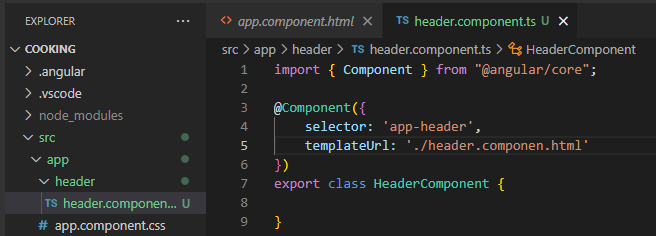 EXPLORER
COOKING
.angular
.vscode
node_modules
src
app
header
TS header.componen... U
# app.component.css
<> app.component.html
TS header.component.ts U
src > app > header > TS header.component.ts > HeaderComponent
1 import { Component } from "@angular/core";
2
3 @Component({
4 selector: 'app-header',
5 templateUrl: './header.componen.html'
6 })
7 export class HeaderComponent {
8
9 }